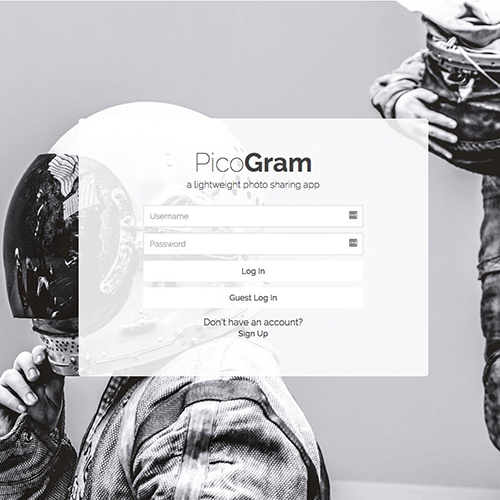 PicoGram
a lightweight photo sharing app
Username
Password
Log In
Guest Log In
Don't have an account?
Sign Up